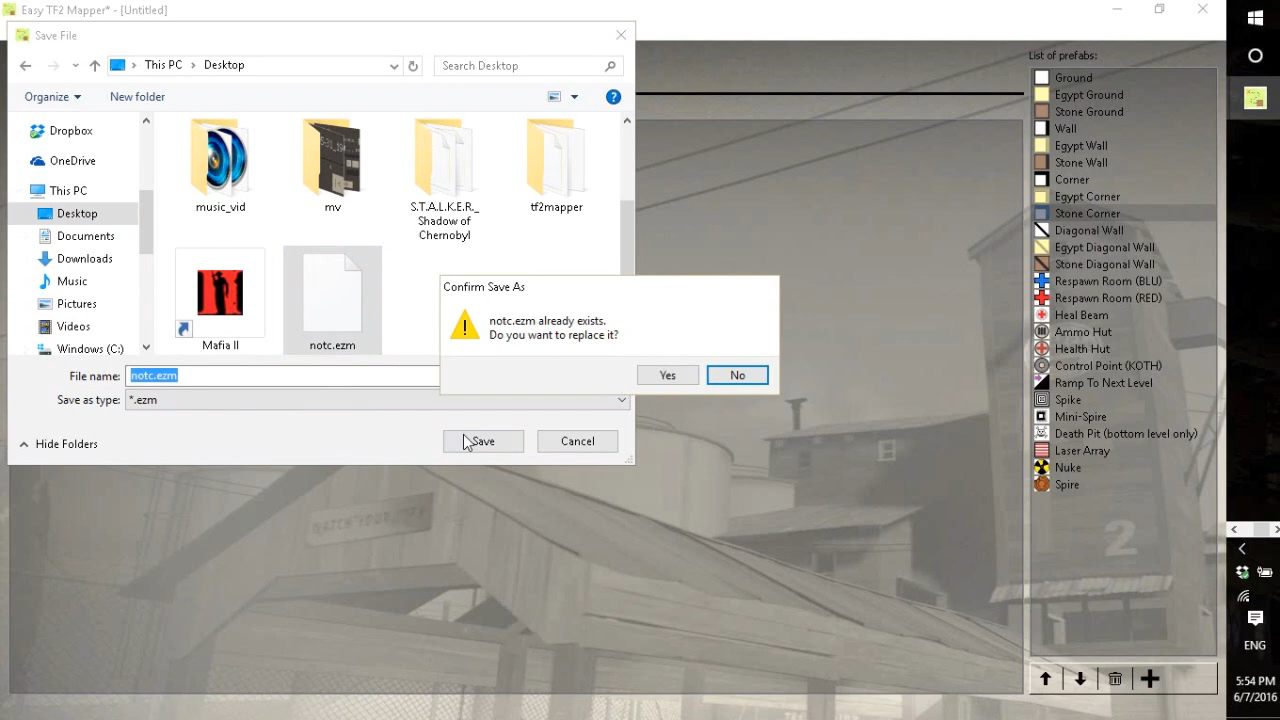 Easy TF2 Mapper* - [Untitled]
Save File
This PC
Desktop
Search Desktop
Organize
New folder
Dropbox
OneDrive
This PC
Desktop
Documents
Downloads
Music
Pictures
Videos
Windows (C:)
music_vid
mv
S.T.A.L.K.E.R._
Shadow of
Chernobyl
tf2mapper
Mafia II
notc.ezm
File name:
notc.ezm
Save as type:
*.ezm
Hide Folders
Save
Cancel
Confirm Save As
notc.ezm already exists.
Do you want to replace it?
Yes
No
List of prefabs:
Ground
Egypt Ground
Stone Ground
Wall
Egypt Wall
Stone Wall
Corner
Egypt Corner
Stone Corner
Diagonal Wall
Egypt Diagonal Wall
Stone Diagonal Wall
Respawn Room (BLU)
Respawn Room (RED)
Heal Beam
Ammo Hut
Health Hut
Control Point (KOTH)
Ramp To Next Level
Spike
Mini-Spire
Death Pit (bottom level only)
Laser Array
Nuke
Spire
2
ENG
5:54 PM
6/7/2016